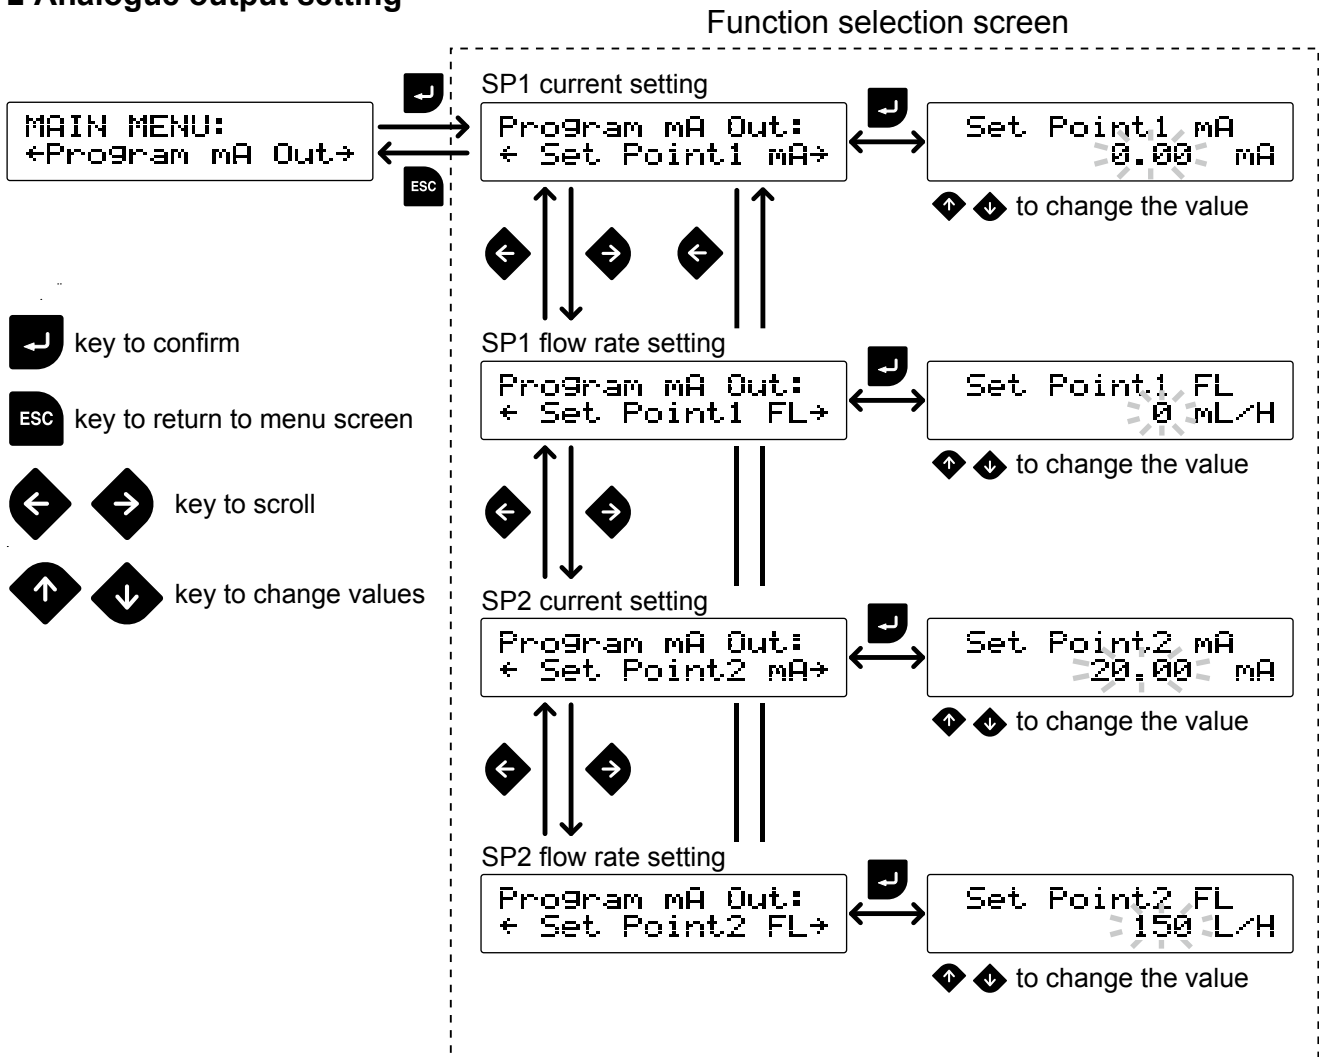 Analogue output setting
Function selection screen
SP1 current setting
MAIN MENU:
←Program mA Out→
ESC
Program mA Out:
← Set Point1 mA→
Set Point1 mA
0.00 mA
to change the value
key to confirm
ESC key to return to menu screen
key to scroll
key to change values
SP1 flow rate setting
Program mA Out:
← Set Point1 FL→
Set Point1 FL
0 mL/H
to change the value
SP2 current setting
Program mA Out:
← Set Point2 mA→
Set Point2 mA
20.00 mA
to change the value
SP2 flow rate setting
Program mA Out:
← Set Point2 FL→
Set Point2 FL
150 L/H
to change the value